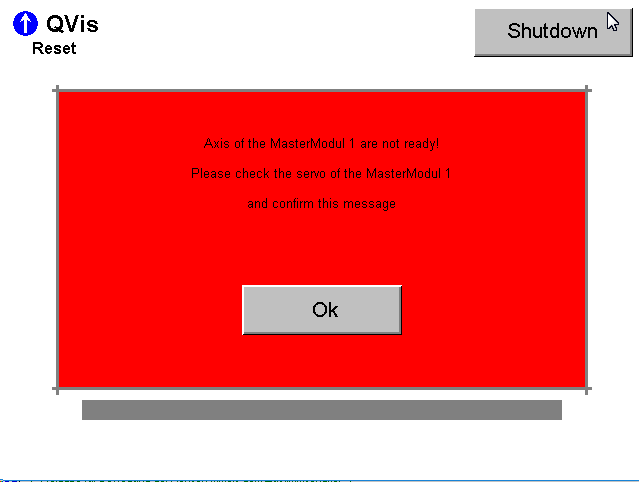 QVis
Reset
Shutdown
Axis of the MasterModul 1 are not ready!
Please check the servo of the MasterModul 1
and confirm this message
Ok